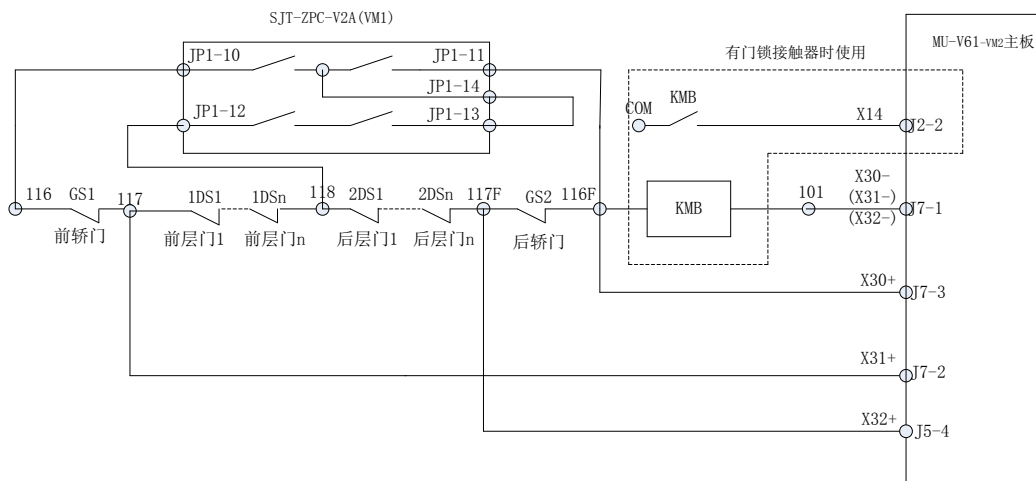 SJT-ZPC-V2A(VM1)
MU-V61-VM2主板
有门锁接触器时使用
JP1-10
JP1-11
JP1-14
JP1-12
JP1-13
COM
KMB
X14
J2-2
116
GS1
117
1DS1
1DSn
118
2DS1
2DSn
117F
GS2
116F
KMB
101
X30-
(X31-)
(X32-)
J7-1
前轿门
前层门1
前层门n
后层门1
后层门n
后轿门
X30+
J7-3
X31+
J7-2
X32+
J5-4